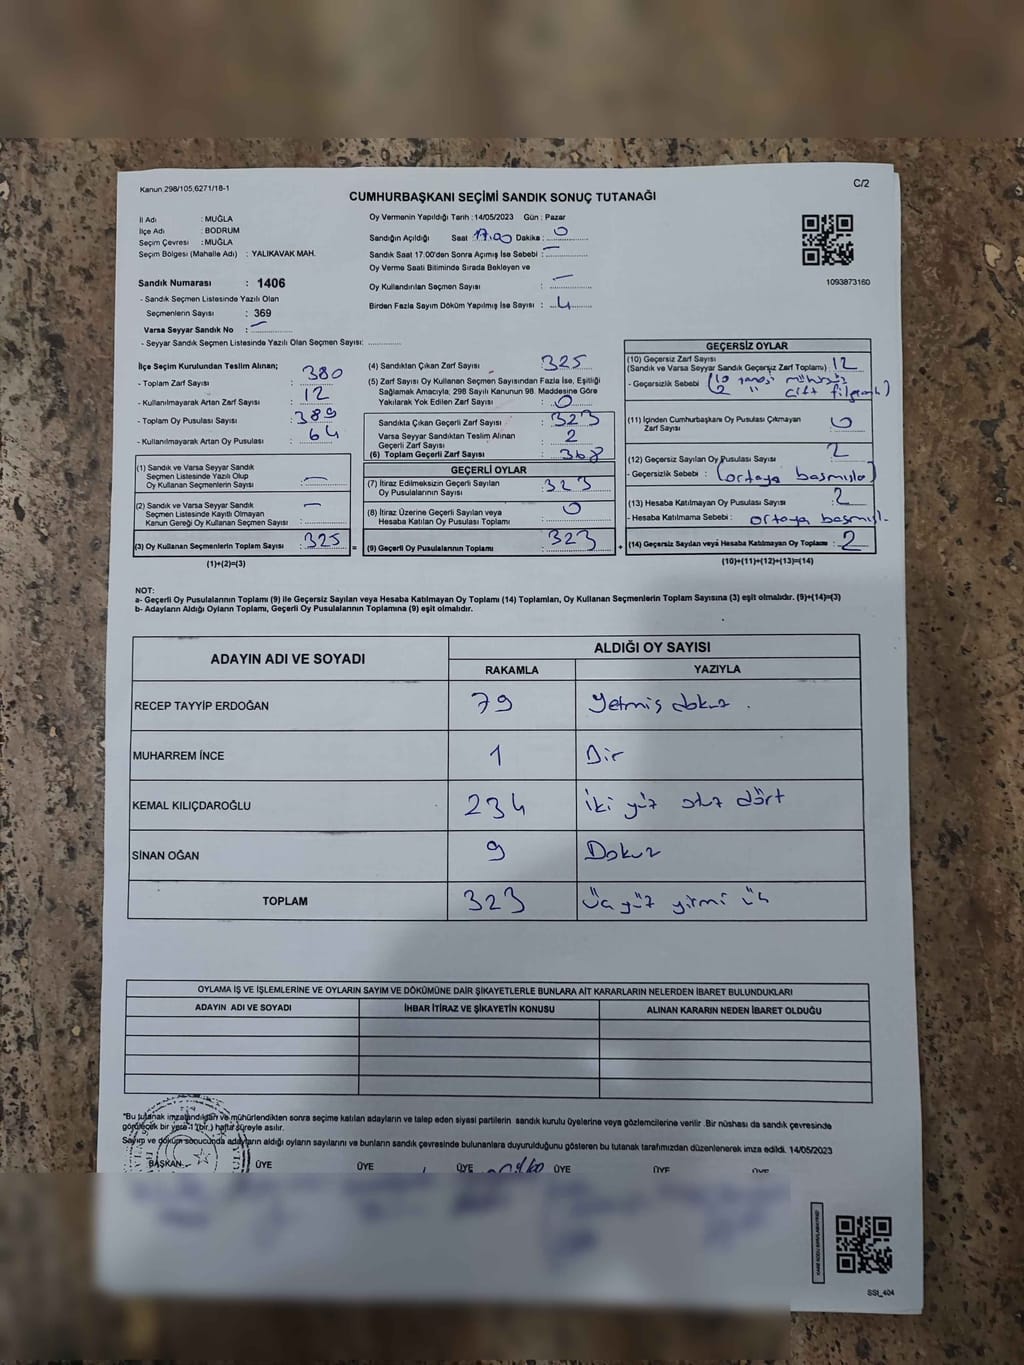 Kanun 298/105,6271/18-1
C/2
CUMHURBAŞKANI SEÇİMİ SANDIK SONUÇ TUTANAĞI
İl Adı : MUĞLA
İlçe Adı : BODRUM
Seçim Çevresi : MUĞLA
Seçim Bölgesi (Mahalle Adı) : YALIKAVAK MAH.
Sandık Numarası : 1406
- Sandık Seçmen Listesinde Yazılı Olan
Seçmenlerin Sayısı : 369
Varsa Seyyar Sandık No :
- Seyyar Sandık Seçmen Listesinde Yazılı Olan Seçmen Sayısı:
Oy Vermenin Yapıldığı Tarih : 14/05/2023 Gün : Pazar
Sandığın Açıldığı Saat 17.00 Dakika : 0
Sandık Saat 17.00'den Sonra Açımış İse Sebebi : —
Oy Verme Saati Bitiminde Sırada Bekleyen ve
Oy Kullandırılan Seçmen Sayısı : —
Birden Fazla Sayım Döküm Yapılmış İse Sayısı : 4
1093873160
İlçe Seçim Kurulundan Teslim Alınan;
- Toplam Zarf Sayısı : 380
- Kullanılmayarak Artan Zarf Sayısı : 12
- Toplam Oy Pusulası Sayısı : 389
- Kullanılmayarak Artan Oy Pusulası : 64
(1) Sandık ve Varsa Seyyar Sandık
Seçmen Listesinde Yazılı Olup
Oy Kullanan Seçmenlerin Sayısı : —
(2) Sandık ve Varsa Seyyar Sandık
Seçmen Listesinde Kayıtlı Olmayan
Kanun Gereği Oy Kullanan Seçmen Sayısı : —
(3) Oy Kullanan Seçmenlerin Toplam Sayısı : 325 =
(1)+(2)=(3)
(4) Sandıktan Çıkan Zarf Sayısı : 325
(5) Zarf Sayısı Oy Kullanan Seçmen Sayısından Fazla İse, Eşitliği
Sağlamak Amacıyla, 298 Sayılı Kanunun 98. Maddesine Göre
Yakılarak Yok Edilen Zarf Sayısı : 0
Sandıkta Çıkan Geçerli Zarf Sayısı : 323
Varsa Seyyar Sandıktan Teslim Alınan
Geçerli Zarf Sayısı : 2
(6) Toplam Geçerli Zarf Sayısı : 368
GEÇERLİ OYLAR
(7) İtiraz Edilmeksizin Geçerli Sayılan
Oy Pusulalarının Sayısı : 323
(8) İtiraz Üzerine Geçerli Sayılan veya
Hesaba Katılan Oy Pusulası Toplamı : 0
(9) Geçerli Oy Pusulalarının Toplamı : 323 +
GEÇERSİZ OYLAR
(10) Geçersiz Zarf Sayısı
(Sandık ve Varsa Seyyar Sandık Geçersiz Zarf Toplamı) : 12
- Geçersizlik Sebebi : (10 tanesi mühürsüz
2 " çift filgranlı)
(11) İçinden Cumhurbaşkanı Oy Pusulası Çıkmayan
Zarf Sayısı : 0
(12) Geçersiz Sayılan Oy Pusulası Sayısı : 2
- Geçersizlik Sebebi : (ortaya basmışla)
(13) Hesaba Katılmayan Oy Pusulası Sayısı : 2
- Hesaba Katılmama Sebebi : ortaya basmışl.
(14) Geçersiz Sayılan veya Hesaba Katılmayan Oy Toplamı : 2
(10)+(11)+(12)+(13)=(14)
NOT:
a- Geçerli Oy Pusulalarının Toplamı (9) ile Geçersiz Sayılan veya Hesaba Katılmayan Oy Toplamı (14) Toplamları, Oy Kullanan Seçmenlerin Toplam Sayısına (3) eşit olmalıdır. (9)+(14)=(3)
b- Adayların Aldığı Oyların Toplamı, Geçerli Oy Pusulalarının Toplamına (9) eşit olmalıdır.
ADAYIN ADI VE SOYADI
ALDIĞI OY SAYISI
RAKAMLA YAZIYLA
RECEP TAYYİP ERDOĞAN 79 Yetmiş dokuz .
MUHARREM İNCE 1 Bir
KEMAL KILIÇDAROĞLU 234 iki yüz otuz dört
SİNAN OĞAN 9 Dokuz
TOPLAM 323 Üç yüz yirmi üç
OYLAMA İŞ VE İŞLEMLERİNE VE OYLARIN SAYIM VE DÖKÜMÜNE DAİR ŞİKAYETLERLE BUNLARA AİT KARARLARIN NELERDEN İBARET BULUNDUKLARI
ADAYIN ADI VE SOYADI İHBAR İTİRAZ VE ŞİKAYETİN KONUSU ALINAN KARARIN NEDEN İBARET OLDUĞU
"Bu tutanak imzalandıktan ve mühürlendikten sonra seçime katılan adayların ve talep eden siyasi partilerin sandık kurulu üyelerine veya gözlemcilerine verilir .Bir nüshası da sandık çevresinde
görülecek bir yere 1 (bir ) hafta süreyle asılır.
Sayım ve döküm sonucunda adayların aldığı oyların sayılarını ve bunların sandık çevresinde bulunanlara duyurulduğunu gösteren bu tutanak tarafımızdan düzenlenerek imza edildi. 14/05/2023
BAŞKAN ÜYE ÜYE ÜYE ÜYE ÜYE ÜYE
SSI_404